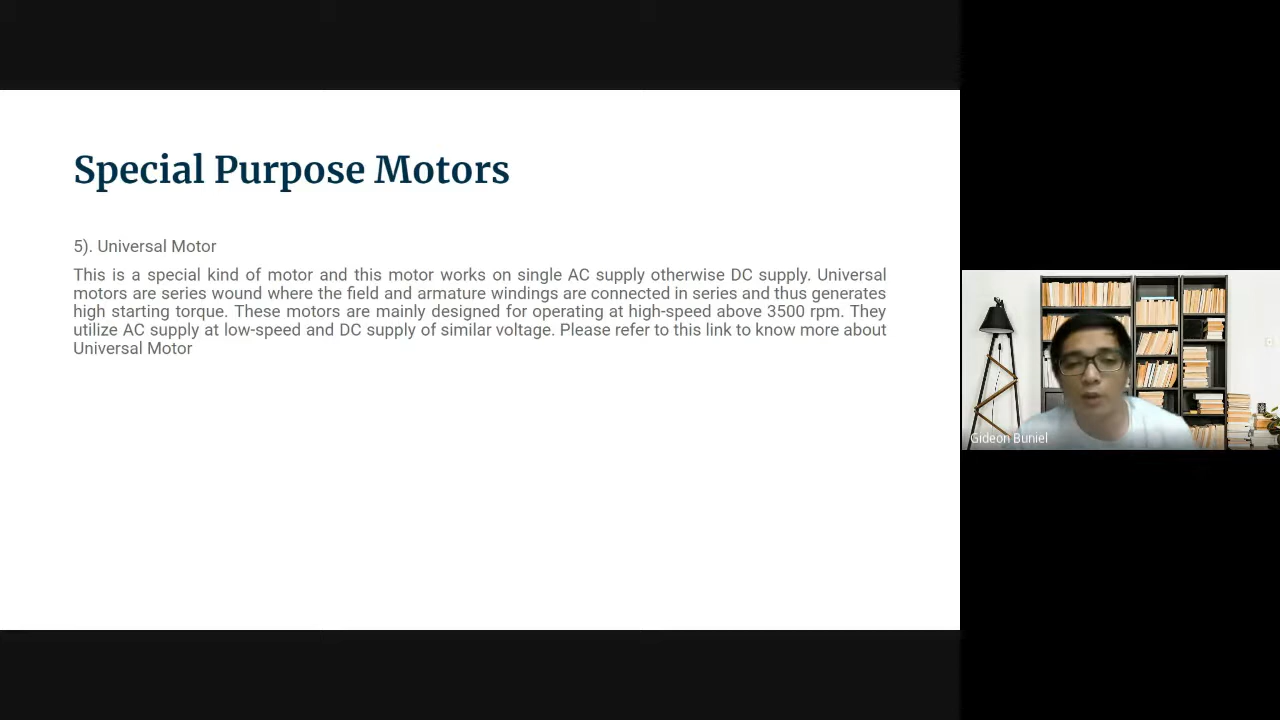 Special Purpose Motors
5). Universal Motor
This is a special kind of motor and this motor works on single AC supply otherwise DC supply. Universal
motors are series wound where the field and armature windings are connected in series and thus generates
high starting torque. These motors are mainly designed for operating at high-speed above 3500 rpm. They
utilize AC supply at low-speed and DC supply of similar voltage. Please refer to this link to know more about
Universal Motor
Gideon Buniel